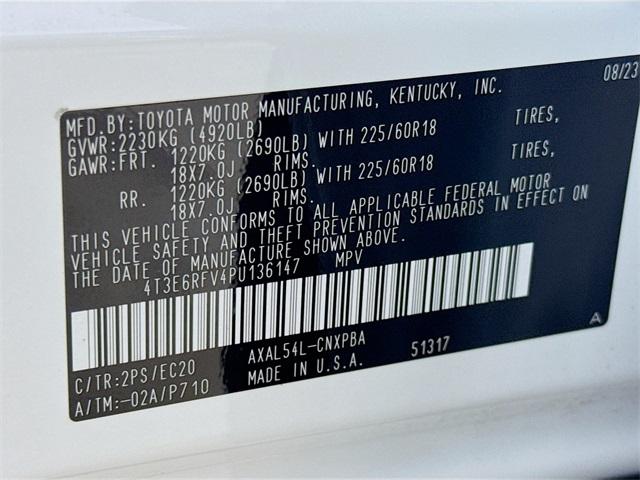 08/23
MFD.BY:TOYOTA MOTOR MANUFACTURING, KENTUCKY, INC.
GVWR:2230KG (4920LB)
GAWR:FRT. 1220KG (2690LB) WITH 225/60R18 TIRES,
18X7.0J RIMS.
RR. 1220KG (2690LB) WITH 225/60R18 TIRES,
18X7.0J RIMS.
THIS VEHICLE CONFORMS TO ALL APPLICABLE FEDERAL MOTOR
VEHICLE SAFETY AND THEFT PREVENTION STANDARDS IN EFFECT ON
THE DATE OF MANUFACTURE SHOWN ABOVE.
4T3E6RFV4PU136147 MPV
C/TR:2PS/EC20 AXAL54L-CNXPBA 51317 A
A/TM:-02A/P710 MADE IN U.S.A.